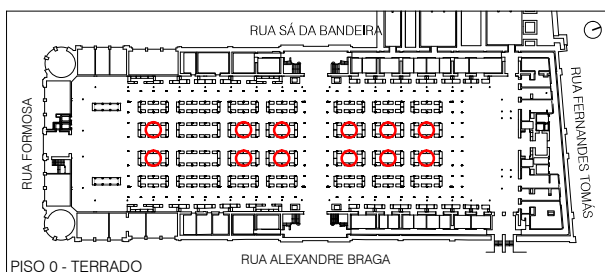 RUA SÁ DA BANDEIRA
RUA FORMOSA
RUA FERNANDES TOMÁS
RUA ALEXANDRE BRAGA
PISO 0 - TERRADO